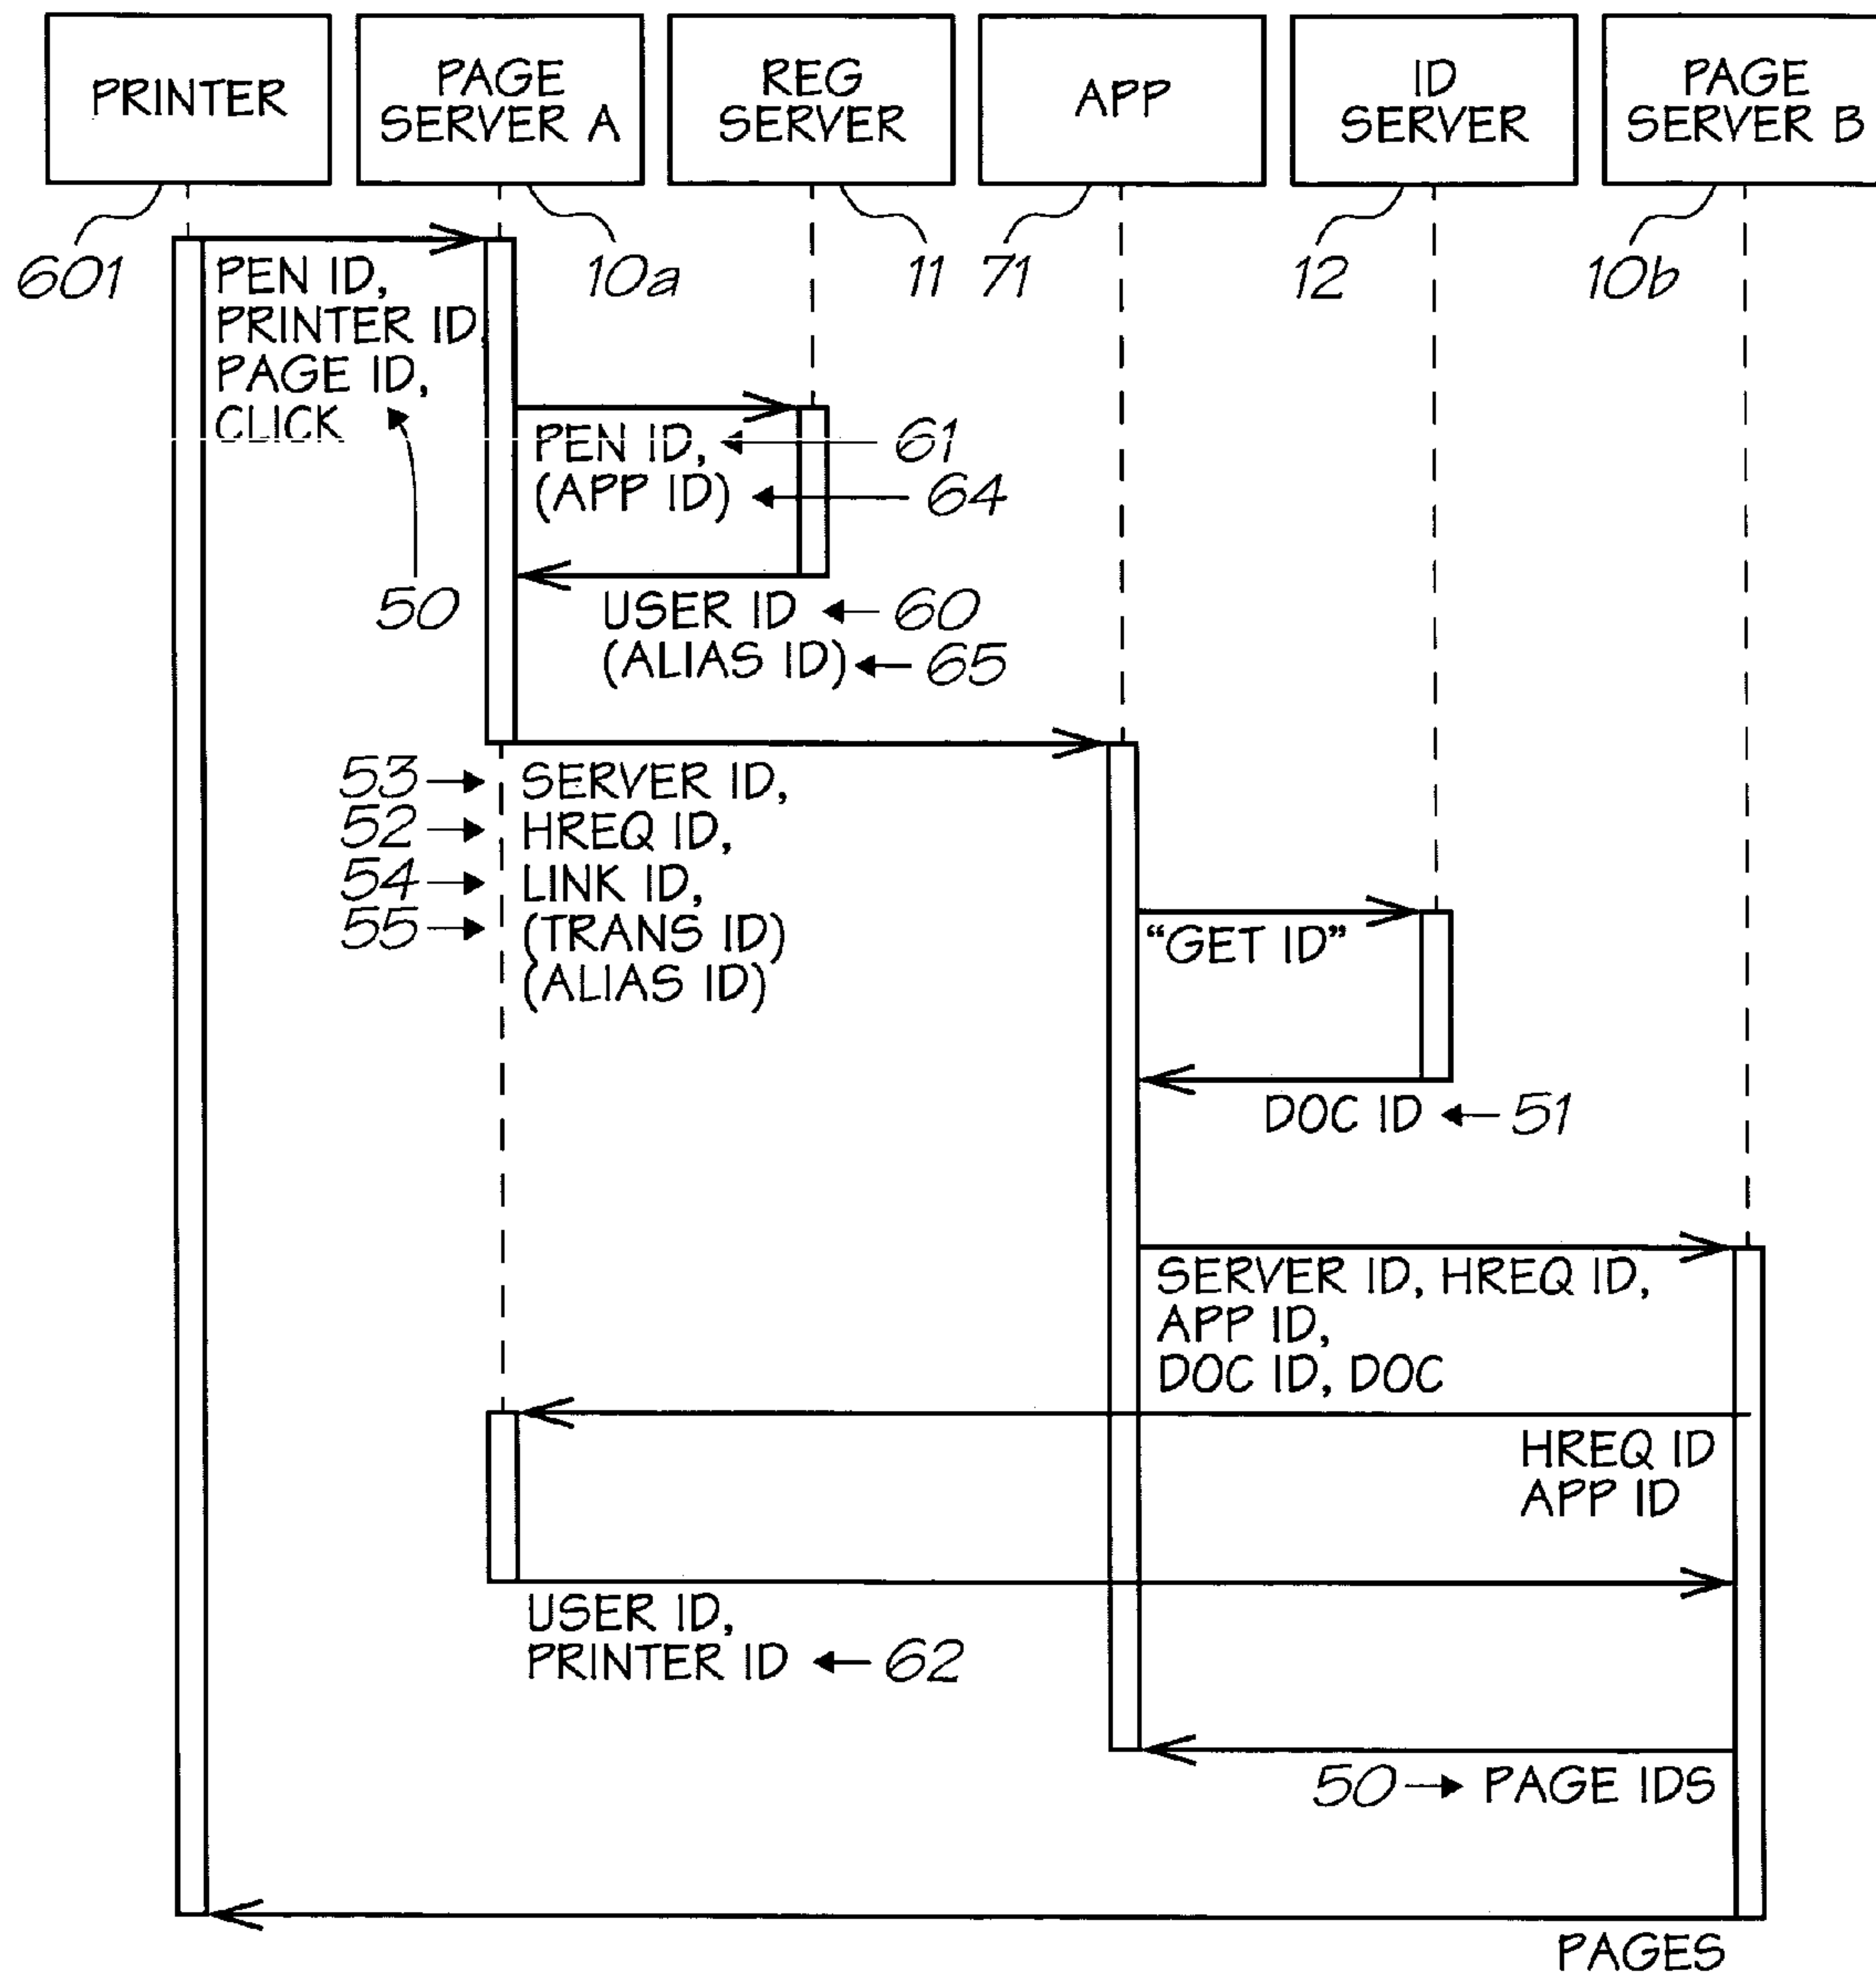 PRINTER
PAGE
SERVER A
REG
SERVER
APP
ID
SERVER
PAGE
SERVER B
601
10a
11
71
12
10b
PEN ID,
PRINTER ID
PAGE ID,
CLICK
50
PEN ID,
61
(APP ID)
64
USER ID
60
(ALIAS ID)
65
53
SERVER ID,
52
HREQ ID,
54
LINK ID,
55
(TRANS ID)
(ALIAS ID)
“GET ID”
DOC ID
51
SERVER ID, HREQ ID,
APP ID,
DOC ID, DOC
HREQ ID
APP ID
USER ID,
PRINTER ID
62
50
PAGE IDS
PAGES